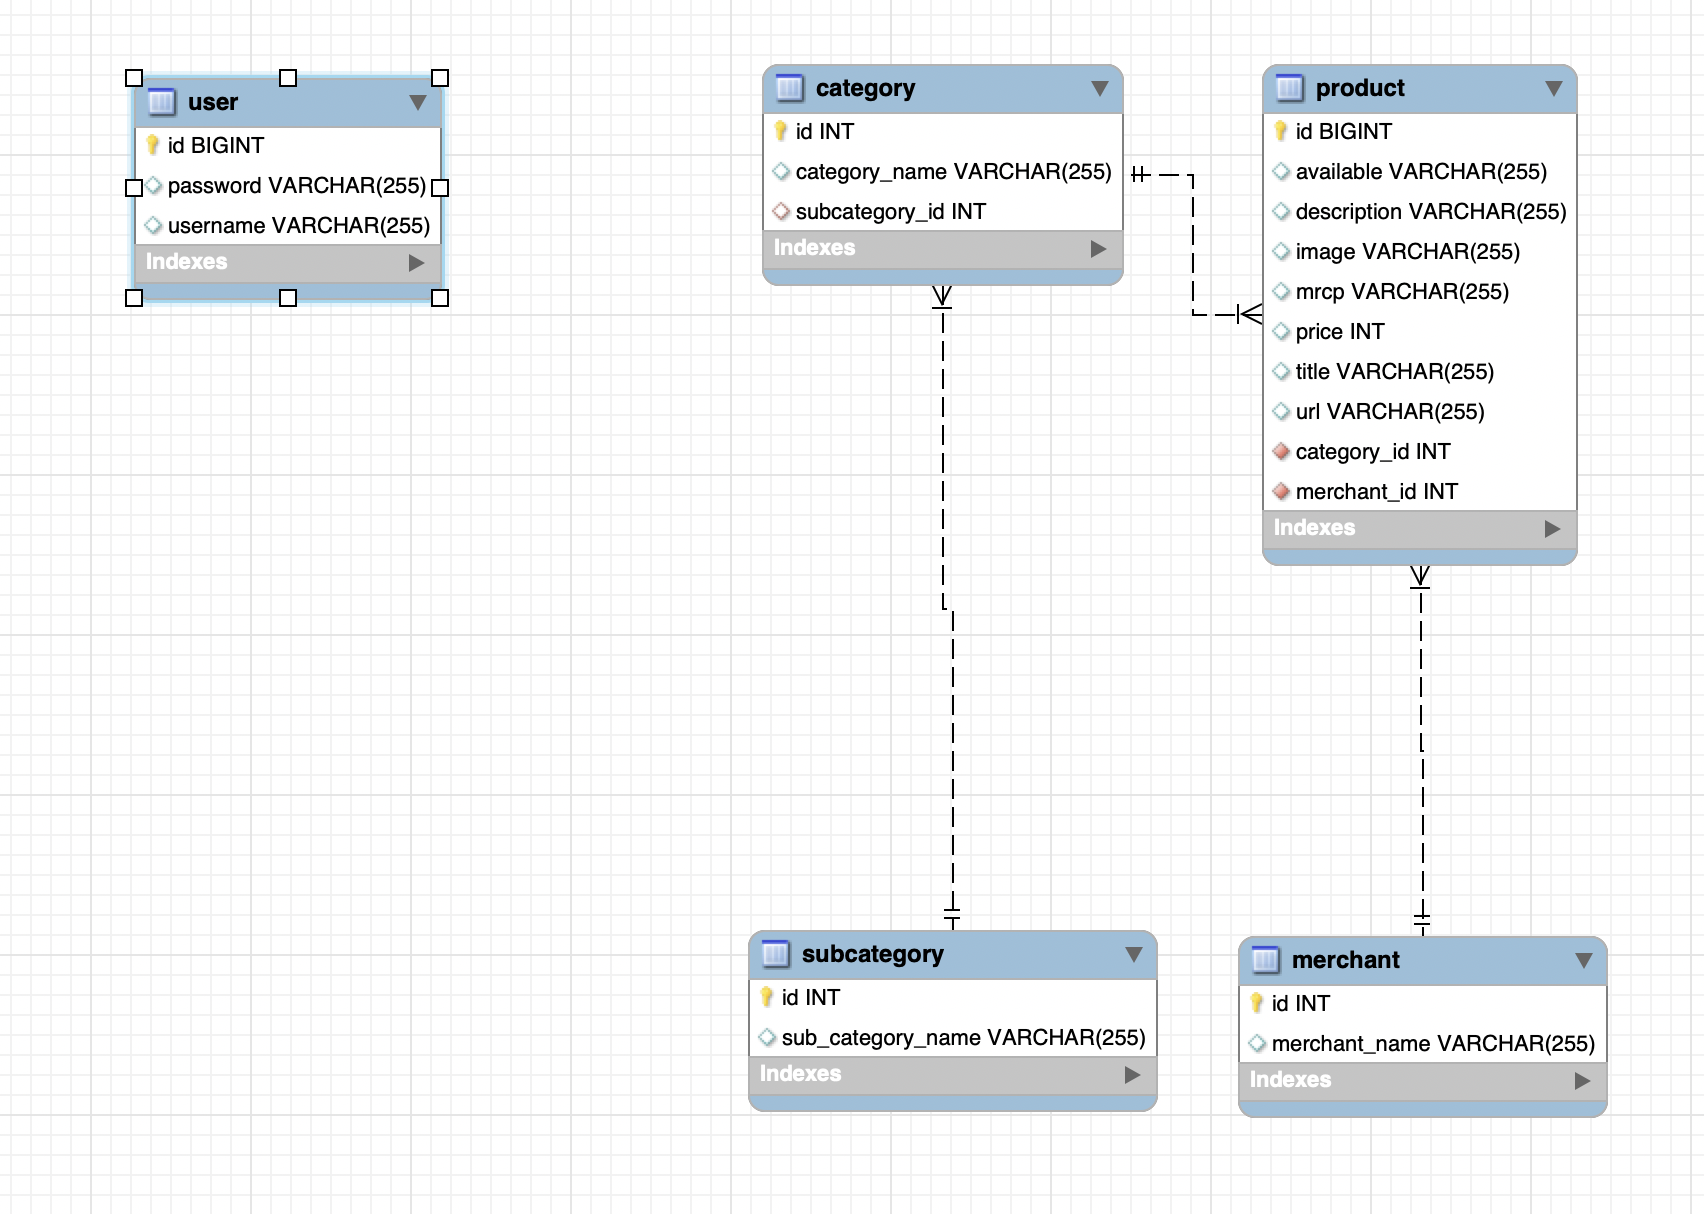 user
id BIGINT
password VARCHAR(255)
username VARCHAR(255)
Indexes
category
id INT
category_name VARCHAR(255)
subcategory_id INT
Indexes
product
id BIGINT
available VARCHAR(255)
description VARCHAR(255)
image VARCHAR(255)
mrcp VARCHAR(255)
price INT
title VARCHAR(255)
url VARCHAR(255)
category_id INT
merchant_id INT
Indexes
subcategory
id INT
sub_category_name VARCHAR(255)
Indexes
merchant
id INT
merchant_name VARCHAR(255)
Indexes